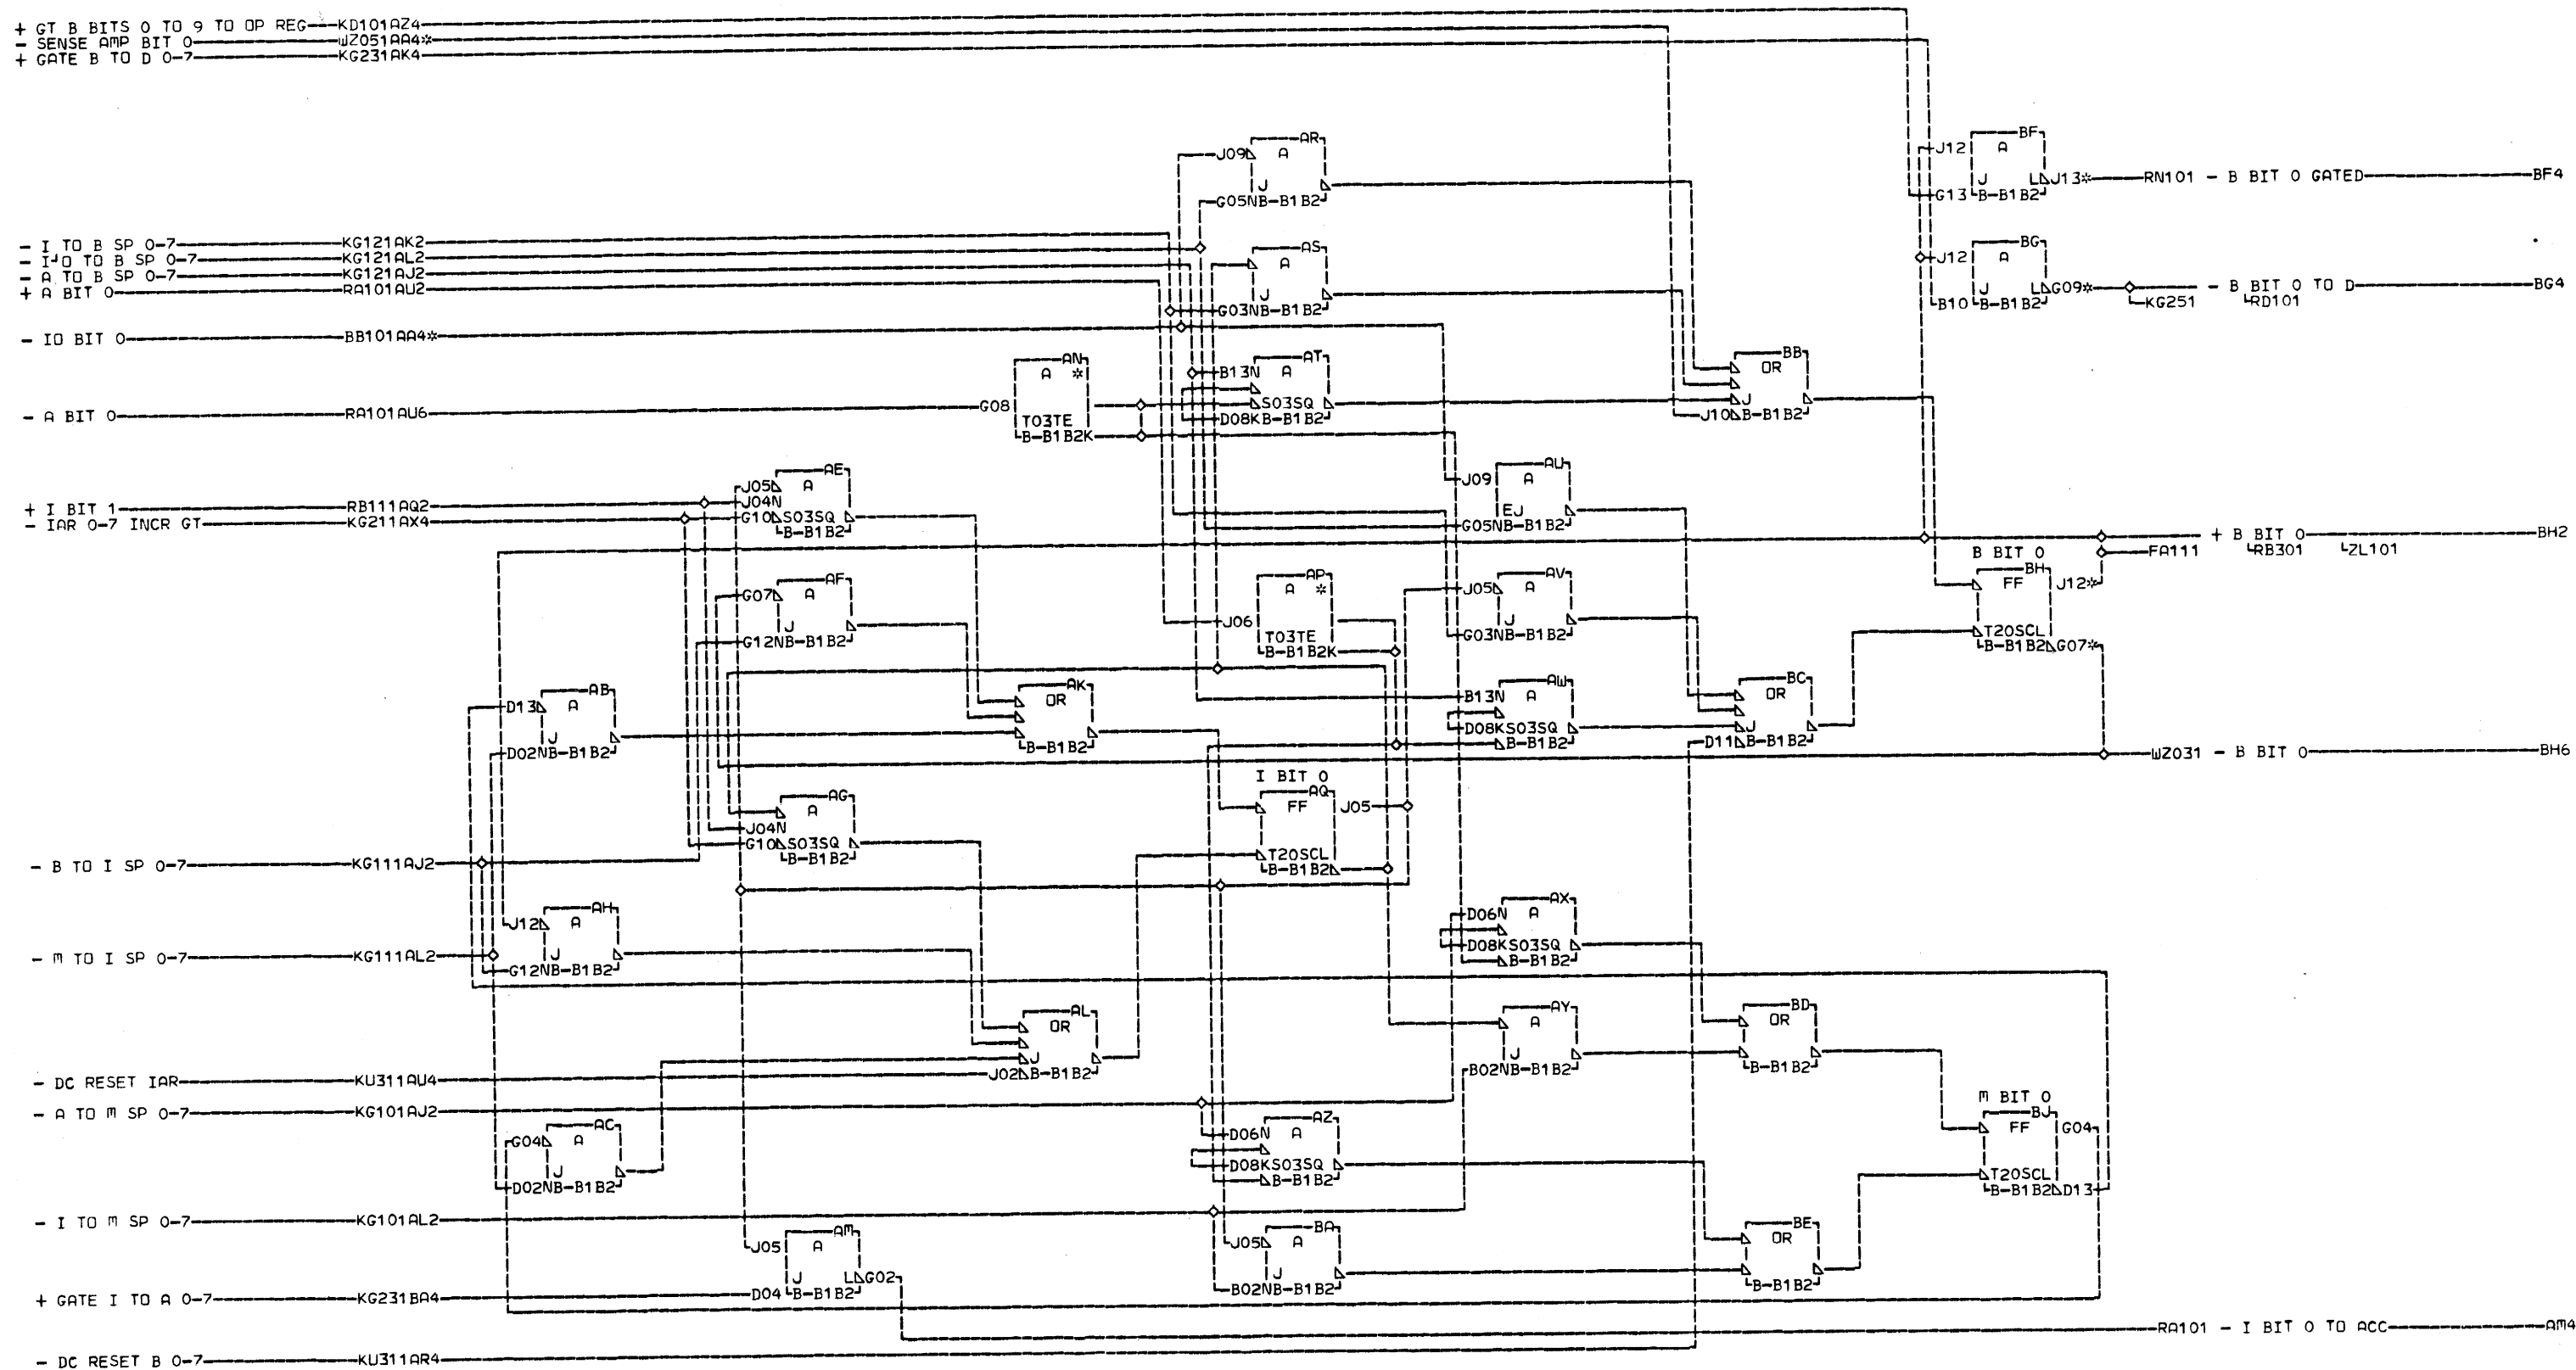 + GT B BITS 0 TO 9 TO OP REG KD101AZ4
- SENSE AMP BIT 0 WZ051AA4*
+ GATE B TO D 0-7 KG231AK4
AR
J09 A
J
G05NB-B1B2
BF
J12 A
J L J13* RN101 - B BIT 0 GATED BF4
G13 B-B1B2
- I TO B SP 0-7 KG121AK2
- I-O TO B SP 0-7 KG121AL2
- A TO B SP 0-7 KG121AJ2
+ A BIT 0 RA101AU2
AS
A
J
G03NB-B1B2
BG
J12 A
J L G09* - B BIT 0 TO D BG4
B10 B-B1B2 KG251 RD101
- IO BIT 0 BB101AA4*
AN
A *
T03TE
B-B1B2K
AT
B13N A
S03SQ
D08KB-B1B2
BB
OR
J
J10 B-B1B2
- A BIT 0 RA101AU6 G08
AE
J05 A
J04N
G10 S03SQ
B-B1B2
AU
J09 A
EJ
G05NB-B1B2
+ I BIT 1 RB111AQ2
- IAR 0-7 INCR GT KG211AX4
+ B BIT 0 BH2
FA111 RB301 ZL101
B BIT 0
BH
FF J12*
T20SCL
B-B1B2 G07*
AF
G07 A
J
G12NB-B1B2
AP
A *
J06
T03TE
B-B1B2K
AV
J05 A
J
G03NB-B1B2
AB
D13 A
J
D02NB-B1B2
AK
OR
B-B1B2
AW
B13N A
D08KS03SQ
B-B1B2
BC
OR
J
D11 B-B1B2
WZ031 - B BIT 0 BH6
AG
A
J04N
G10 S03SQ
B-B1B2
I BIT 0
AQ
FF J05
T20SCL
B-B1B2
- B TO I SP 0-7 KG111AJ2
AH
J12 A
J
G12NB-B1B2
AX
D06N A
D08KS03SQ
B-B1B2
- M TO I SP 0-7 KG111AL2
AL
OR
J
J02 B-B1B2
AY
A
J
B02NB-B1B2
BD
OR
B-B1B2
- DC RESET IAR KU311AU4
- A TO M SP 0-7 KG101AJ2
AC
G04 A
J
D02NB-B1B2
AZ
D06N A
D08KS03SQ
B-B1B2
M BIT 0
BJ
FF G04
T20SCL
B-B1B2 D13
- I TO M SP 0-7 KG101AL2
AM
J05 A
J L G02
D04 B-B1B2
BA
J05 A
J
B02NB-B1B2
BE
OR
B-B1B2
+ GATE I TO A 0-7 KG231BA4
RA101 - I BIT 0 TO ACC AM4
- DC RESET B 0-7 KU311AR4